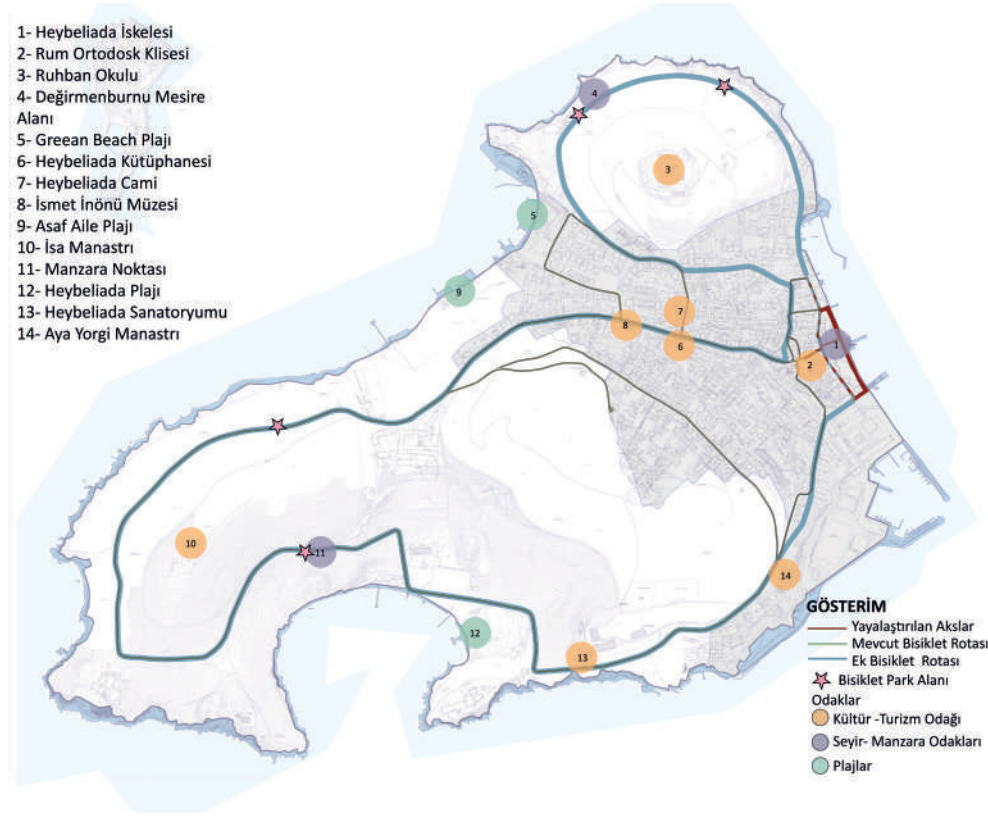 1- Heybeliada İskelesi
2- Rum Ortodosk Klisesi
3- Ruhban Okulu
4- Değirmenburnu Mesire
Alanı
5- Greean Beach Plajı
6- Heybeliada Kütüphanesi
7- Heybeliada Cami
8- İsmet İnönü Müzesi
9- Asaf Aile Plajı
10- İsa Manastrı
11- Manzara Noktası
12- Heybeliada Plajı
13- Heybeliada Sanatoryumu
14- Aya Yorgi Manastrı
4
3
5
9
7
8
6
1
2
10
11
14
12
13
GÖSTERİM
Yayalaştırılan Akslar
Mevcut Bisiklet Rotası
Ek Bisiklet Rotası
Bisiklet Park Alanı
Odaklar
Kültür -Turizm Odağı
Seyir- Manzara Odakları
Plajlar